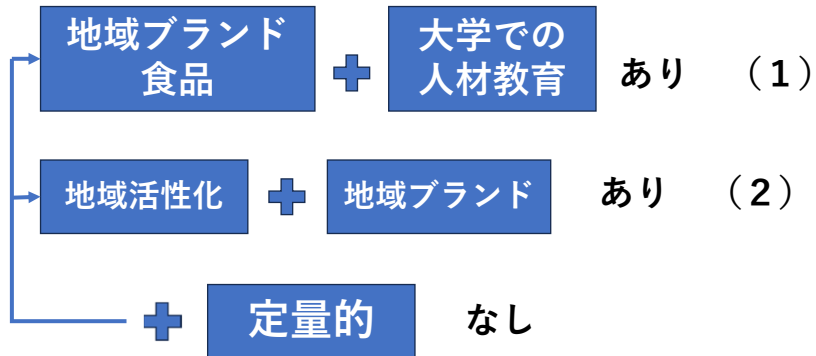 地域ブランド
食品
大学での
人材教育
あり （1）
地域活性化
地域ブランド
あり （2）
定量的
なし